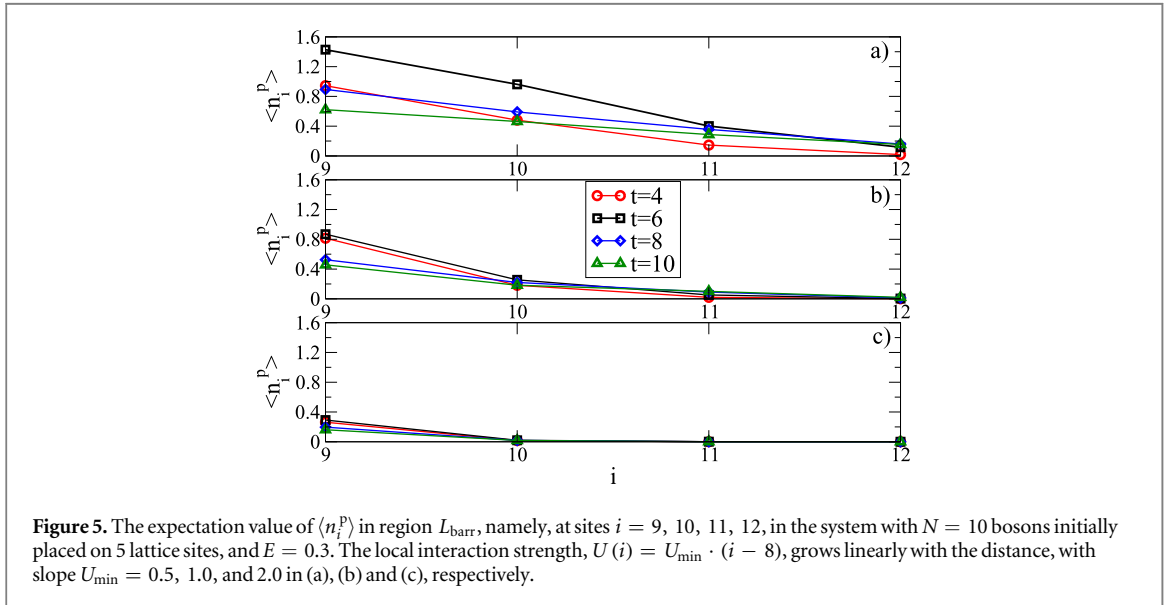 1.6
1.2
0.8
0.4
0
<n_i^p>
a)
9
10
11
12
1.6
1.2
0.8
0.4
0
<n_i^p>
b)
t=4
t=6
t=8
t=10
9
10
11
12
1.6
1.2
0.8
0.4
0
<n_i^p>
c)
9
10
11
12
i
Figure 5. The expectation value of ⟨n_i^p⟩ in region L_barr, namely, at sites i = 9, 10, 11, 12, in the system with N = 10 bosons initially
placed on 5 lattice sites, and E = 0.3. The local interaction strength, U(i) = U_min · (i − 8), grows linearly with the distance, with
slope U_min = 0.5, 1.0, and 2.0 in (a), (b) and (c), respectively.